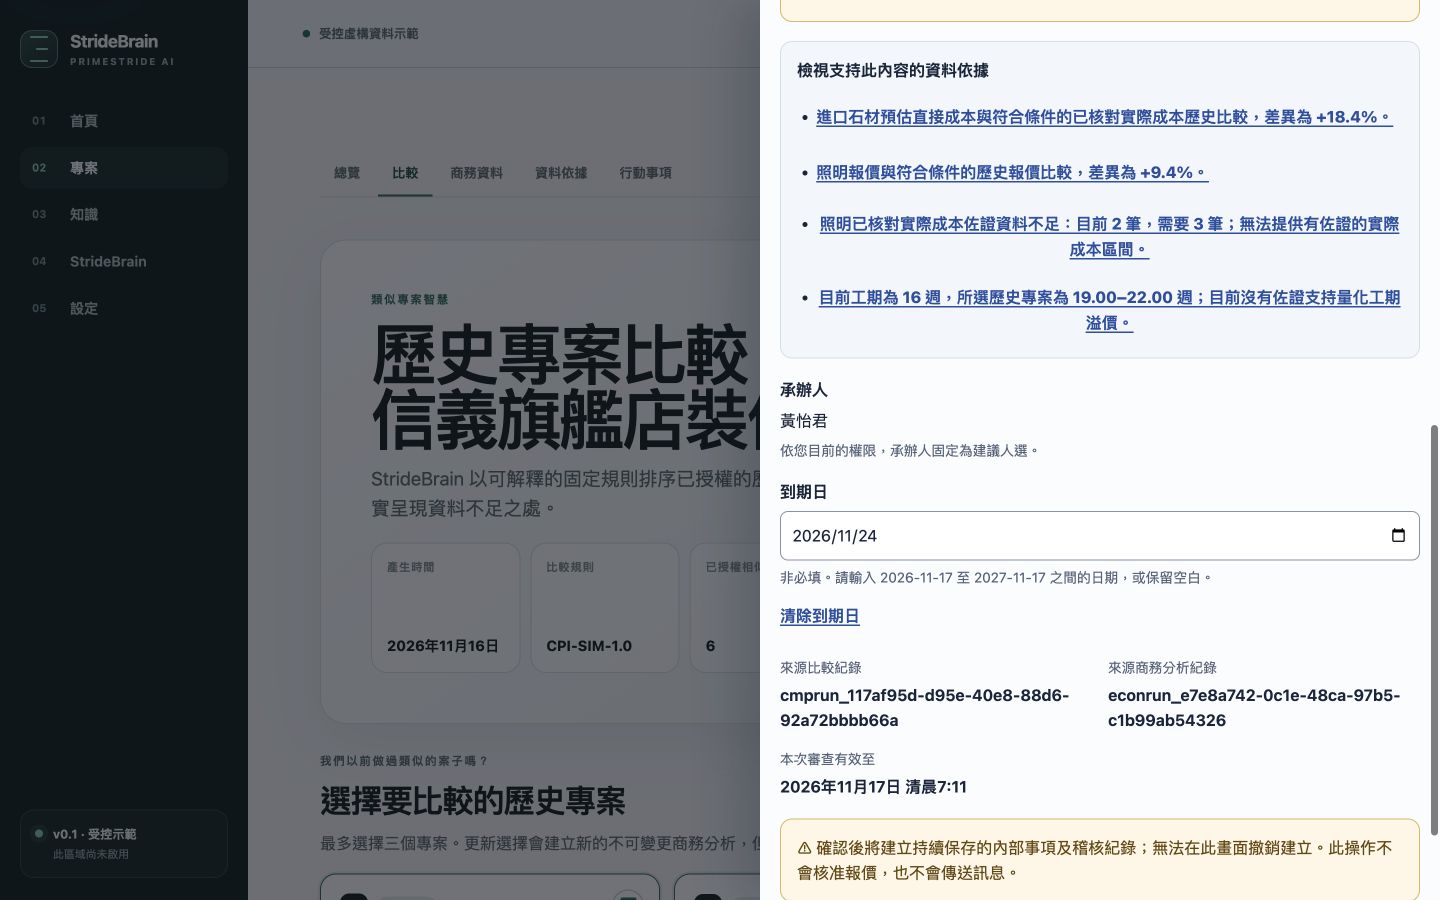 StrideBrain
PRIMESTRIDE AI
01 首頁
02 專案
03 知識
04 StrideBrain
05 設定
v0.1 · 受控示範
此區域尚未啟用
受控虛構資料示範
總覽 比較 商務資料 資料依據 行動事項
類似專案智慧
歷史專案比較
信義旗艦店裝
StrideBrain 以可解釋的固定規則排序已授權的
實呈現資料不足之處。
產生時間
2026年11月16日
比較規則
CPI-SIM-1.0
已授權相
6
我們以前做過類似的案子嗎？
選擇要比較的歷史專案
最多選擇三個專案。更新選擇會建立新的不可變更商務分析，
檢視支持此內容的資料依據
• 進口石材預估直接成本與符合條件的已核對實際成本歷史比較，差異為 +18.4%。
• 照明報價與符合條件的歷史報價比較，差異為 +9.4%。
• 照明已核對實際成本佐證資料不足：目前 2 筆，需要 3 筆；無法提供有佐證的實際
成本區間。
• 目前工期為 16 週，所選歷史專案為 19.00–22.00 週；目前沒有佐證支持量化工期
溢價。
承辦人
黃怡君
依您目前的權限，承辦人固定為建議人選。
到期日
2026/11/24
非必填。請輸入 2026-11-17 至 2027-11-17 之間的日期，或保留空白。
清除到期日
來源比較紀錄
cmprun_117af95d-d95e-40e8-88d6-
92a72bbbb66a
來源商務分析紀錄
econrun_e7e8a742-0c1e-48ca-97b5-
c1b99ab54326
本次審查有效至
2026年11月17日 清晨7:11
⚠ 確認後將建立持續保存的內部事項及稽核紀錄；無法在此畫面撤銷建立。此操作不
會核准報價，也不會傳送訊息。